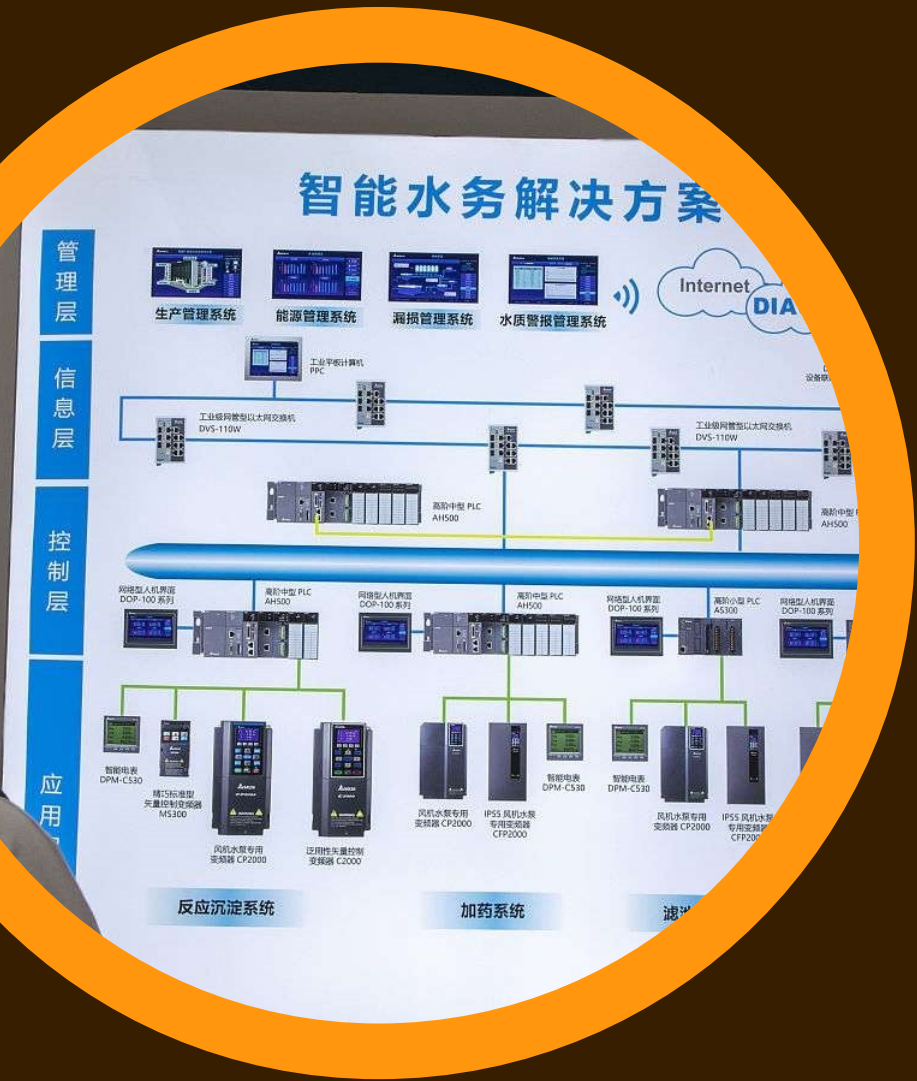 智能水务解决方案
管理层
生产管理系统
能源管理系统
漏损管理系统
水质警报管理系统
Internet
DIA
信息层
工业平板计算机
PPC
工业级网管型以太网交换机
DVS-110W
工业级网管型以太网交换机
DVS-110W
高阶中型 PLC
AH500
高阶中型
AH500
控制层
网络型人机界面
DOP-100 系列
高阶中型 PLC
AH500
网络型人机界面
DOP-100 系列
高阶中型 PLC
AH500
网络型人机界面
DOP-100 系列
高阶小型 PLC
AS300
网络型人机界面
DOP-100 系列
应用
智能电表
DPM-C530
精巧标准型
矢量控制变频器
MS300
风机水泵专用
变频器 CP2000
泛用性矢量控制
变频器 C2000
风机水泵专用
变频器 CP2000
IP55 风机水泵
专用变频器
CFP2000
智能电表
DPM-C530
智能电表
DPM-C530
风机水泵专用
变频器 CP2000
IP55 风机水泵
专用变频器
CFP200
反应沉淀系统
加药系统
滤池